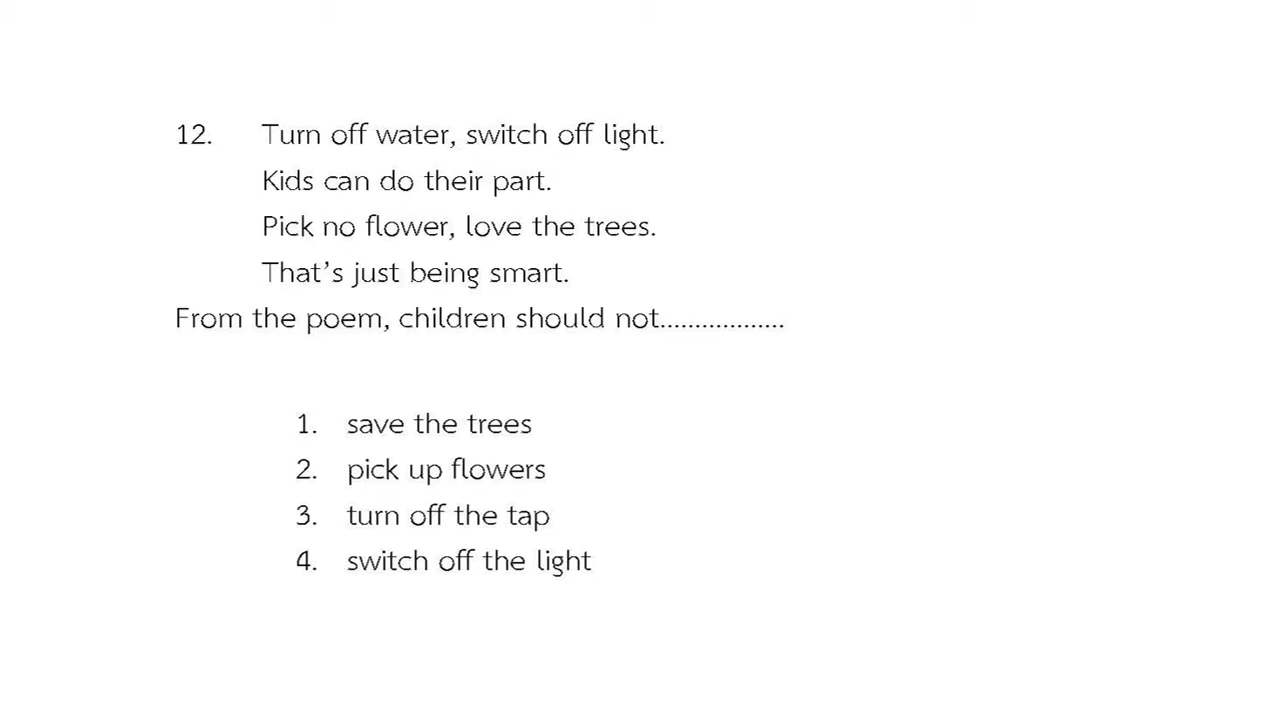 12. Turn off water, switch off light.
Kids can do their part.
Pick no flower, love the trees.
That's just being smart.
From the poem, children should not..................
1. save the trees
2. pick up flowers
3. turn off the tap
4. switch off the light